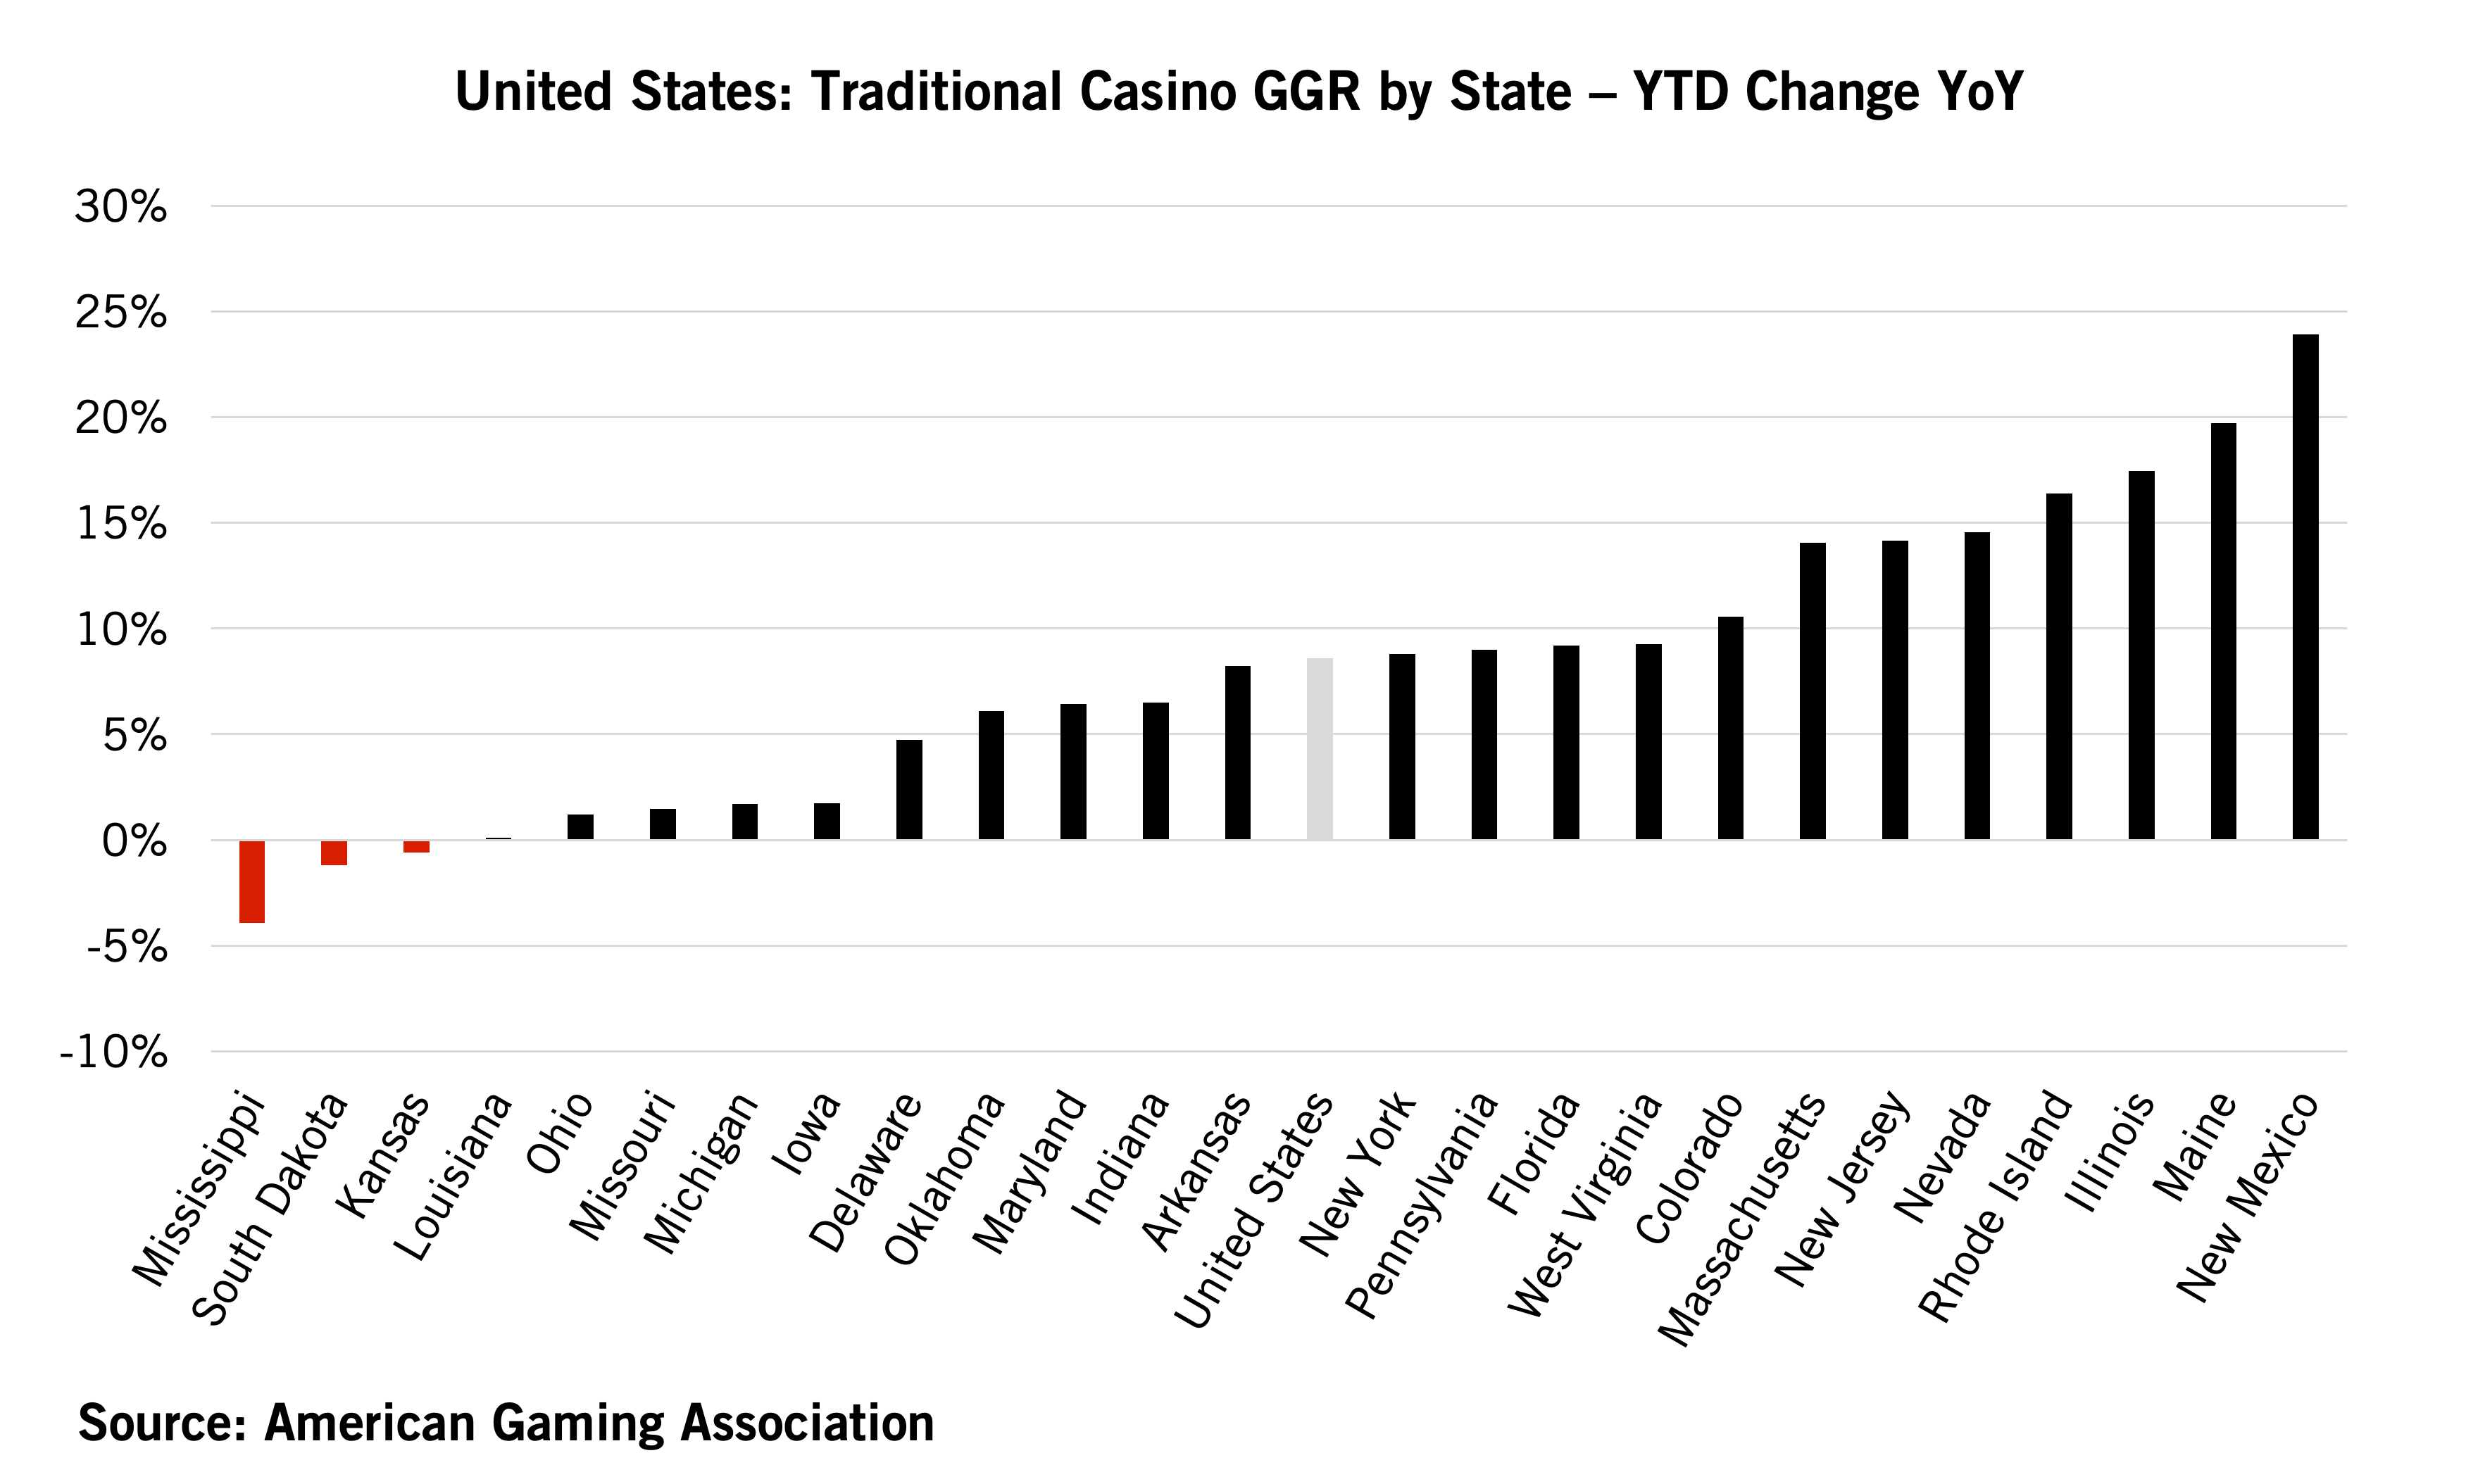 United States: Traditional Casino GGR by State – YTD Change YoY
30%
25%
20%
15%
10%
5%
0%
-5%
-10%
Mississippi
South Dakota
Kansas
Louisiana
Ohio
Missouri
Michigan
Iowa
Delaware
Oklahoma
Maryland
Indiana
Arkansas
United States
New York
Pennsylvania
Florida
West Virginia
Colorado
Massachusetts
New Jersey
Nevada
Rhode Island
Illinois
Maine
New Mexico
Source: American Gaming Association